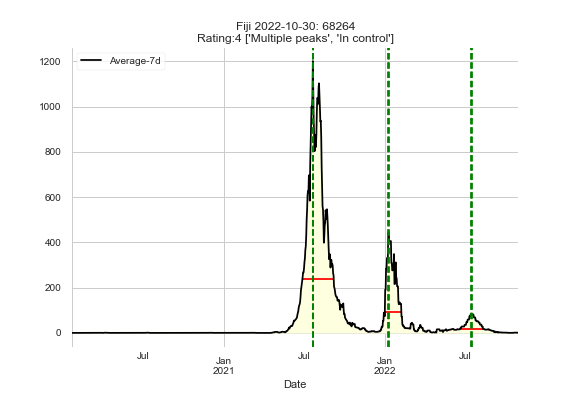 Fiji 2022-10-30: 68264
Rating:4 ['Multiple peaks', 'In control']
Average-7d
1200
1000
800
600
400
200
0
Jul
Jan
2021
Jul
Jan
2022
Jul
Date